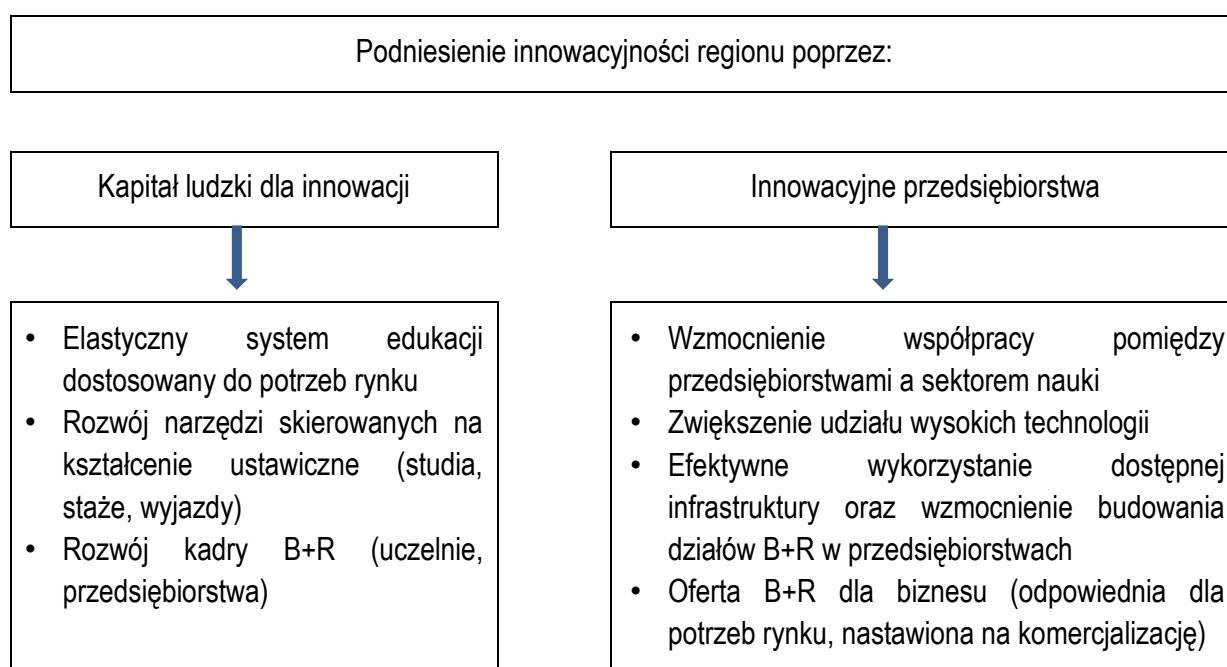 Podniesienie innowacyjności regionu poprzez:
Kapitał ludzki dla innowacji
• Elastyczny system edukacji
dostosowany do potrzeb rynku
• Rozwój narzędzi skierowanych na
kształcenie ustawiczne (studia,
staże, wyjazdy)
• Rozwój kadry B+R (uczelnie,
przedsiębiorstwa)
Innowacyjne przedsiębiorstwa
• Wzmocnienie współpracy pomiędzy
przedsiębiorstwami a sektorem nauki
• Zwiększenie udziału wysokich technologii
• Efektywne wykorzystanie dostępnej
infrastruktury oraz wzmocnienie budowania
działów B+R w przedsiębiorstwach
• Oferta B+R dla biznesu (odpowiednia dla
potrzeb rynku, nastawiona na komercjalizację)